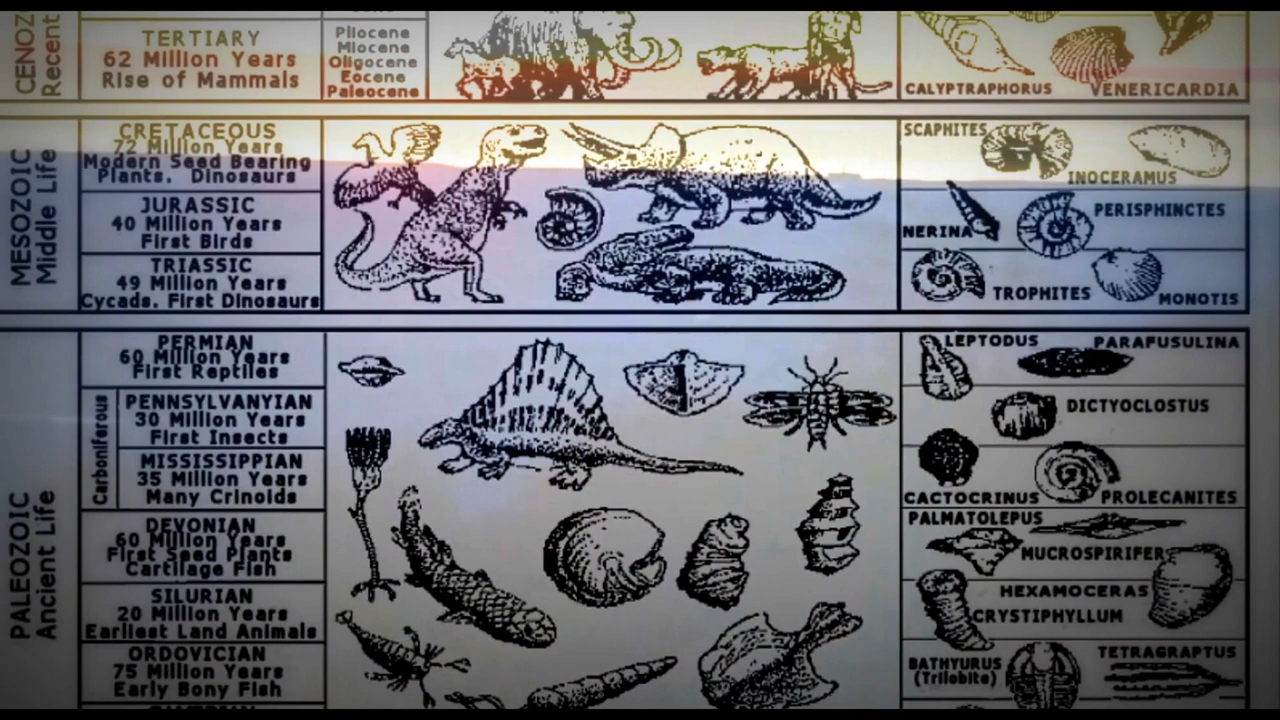 CENOZ
Recent
TERTIARY
62 Million Years
Rise of Mammals
Pliocene
Miocene
Oligocene
Eocene
Paleocene
CALYPTRAPHORUS
VENERICARDIA
MESOZOIC
Middle Life
CRETACEOUS
72 Million Years
Modern Seed Bearing
Plants. Dinosaurs
SCAPHITES
INOCERAMUS
JURASSIC
40 Million Years
First Birds
PERISPHINCTES
NERINA
TRIASSIC
49 Million Years
Cycads. First Dinosaurs
TROPHITES
MONOTIS
PALEOZOIC
Ancient Life
PERMIAN
60 Million Years
First Reptiles
LEPTODUS
PARAFUSULINA
Carboniferous
PENNSYLVANYIAN
30 Million Years
First Insects
DICTYOCLOSTUS
MISSISSIPPIAN
35 Million Years
Many Crinoids
CACTOCRINUS
PROLECANITES
DEVONIAN
60 Million Years
First Seed Plants
Cartilage Fish
PALMATOLEPUS
MUCROSPIRIFER
SILURIAN
20 Million Years
Earliest Land Animals
HEXAMOCERAS
CRYSTIPHYLLUM
ORDOVICIAN
75 Million Years
Early Bony Fish
BATHYURUS
(Trilobite)
TETRAGRAPTUS